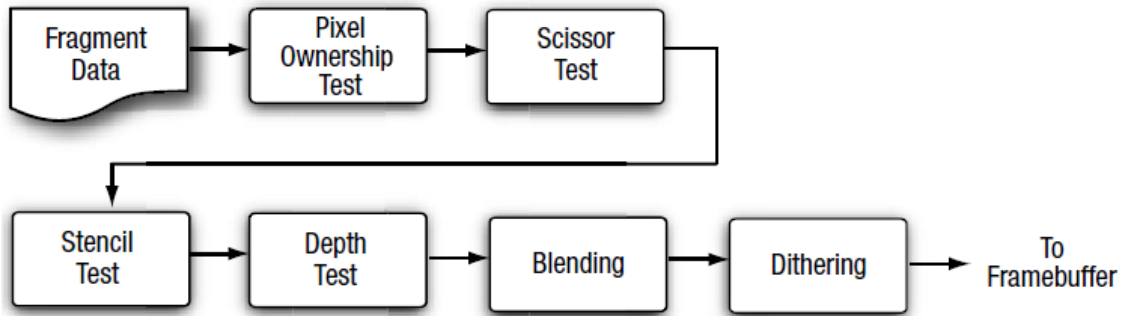 Fragment
Data
Pixel
Ownership
Test
Scissor
Test
Stencil
Test
Depth
Test
Blending
Dithering
To
Framebuffer